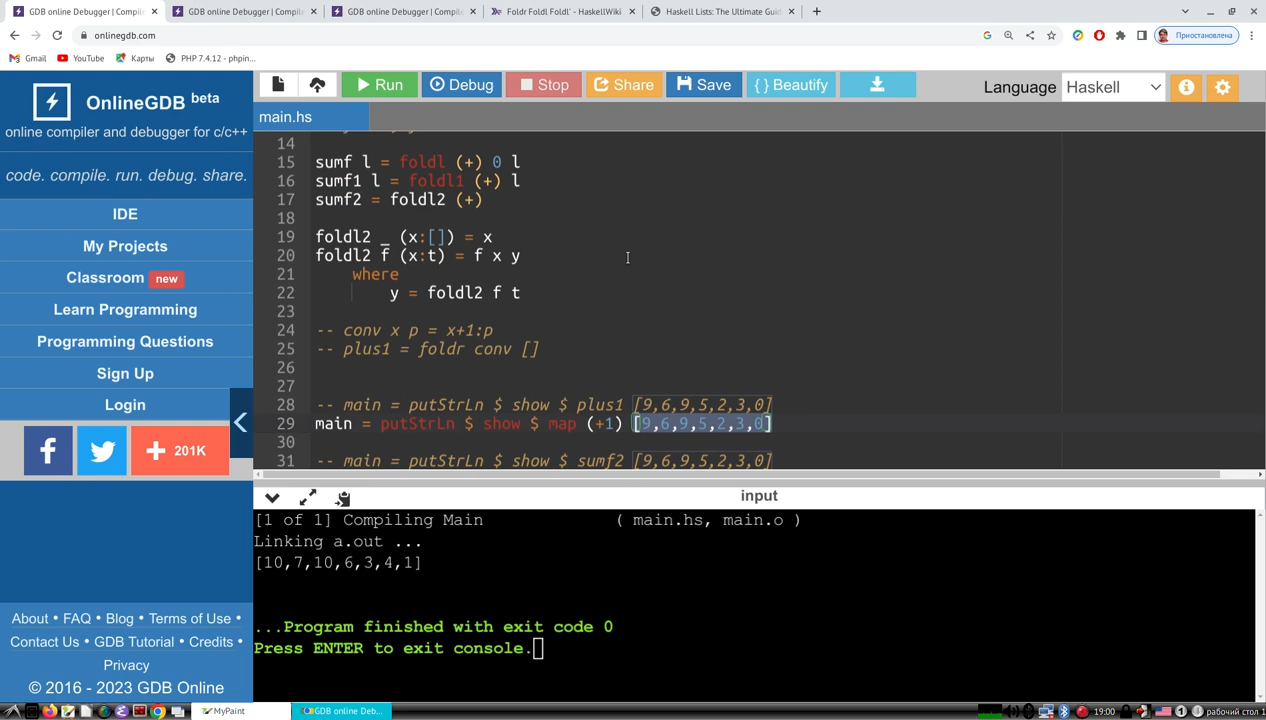 GDB online Debugger | Compile
GDB online Debugger | Compile
GDB online Debugger | Compile
Foldr Foldl Foldl' - HaskellWiki
Haskell Lists: The Ultimate Gui
onlinegdb.com
Приостановлена
Gmail
YouTube
Карты
PHP 7.4.12 - phpin...
OnlineGDB beta
online compiler and debugger for c/c++
code. compile. run. debug. share.
IDE
My Projects
Classroom new
Learn Programming
Programming Questions
Sign Up
Login
201K
About • FAQ • Blog • Terms of Use •
Contact Us • GDB Tutorial • Credits •
Privacy
© 2016 - 2023 GDB Online
Run
Debug
Stop
Share
Save
{ } Beautify
Language Haskell
main.hs
14
15 sumf l = foldl (+) 0 l
16 sumf1 l = foldl1 (+) l
17 sumf2 = foldl2 (+)
18
19 foldl2 _ (x:[]) = x
20 foldl2 f (x:t) = f x y
21 where
22 y = foldl2 f t
23
24 -- conv x p = x+1:p
25 -- plus1 = foldr conv []
26
27
28 -- main = putStrLn $ show $ plus1 [9,6,9,5,2,3,0]
29 main = putStrLn $ show $ map (+1) [9,6,9,5,2,3,0]
30
31 -- main = putStrLn $ show $ sumf2 [9,6,9,5,2,3,0]
input
[1 of 1] Compiling Main ( main.hs, main.o )
Linking a.out ...
[10,7,10,6,3,4,1]
...Program finished with exit code 0
Press ENTER to exit console.
MyPaint
GDB online Deb...
19:00
рабочий стол 1